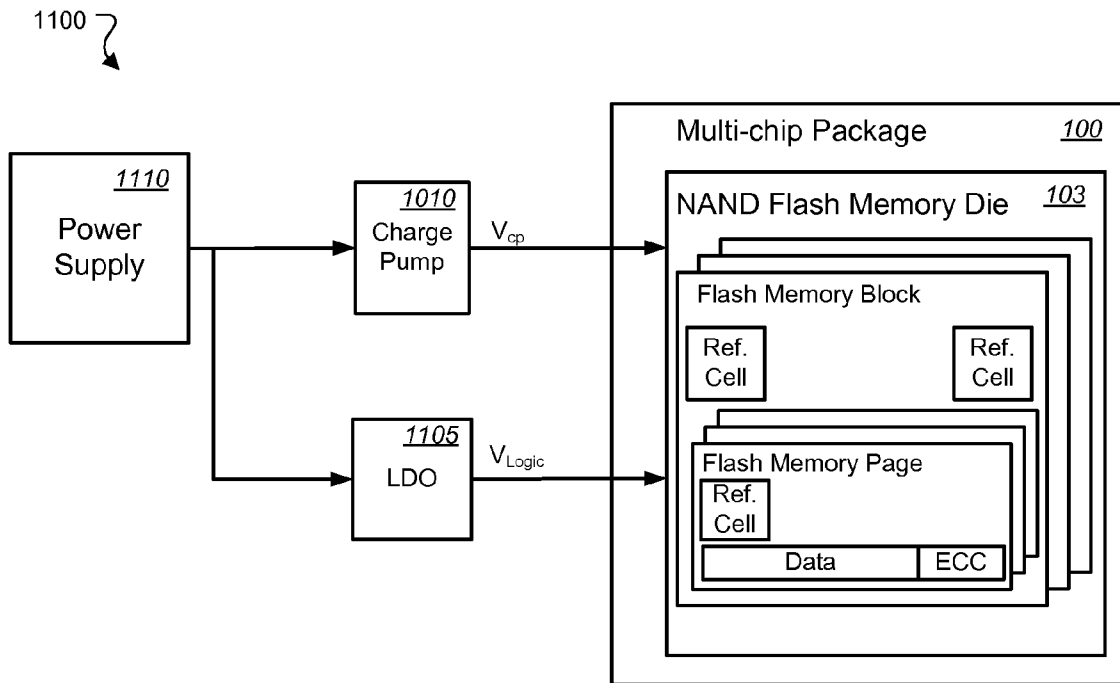 1100
Multi-chip Package
100
1110
Power
Supply
1010
Charge
Pump
Vcp
NAND Flash Memory Die
103
Flash Memory Block
Ref.
Cell
Ref.
Cell
1105
LDO
VLogic
Flash Memory Page
Ref.
Cell
Data
ECC